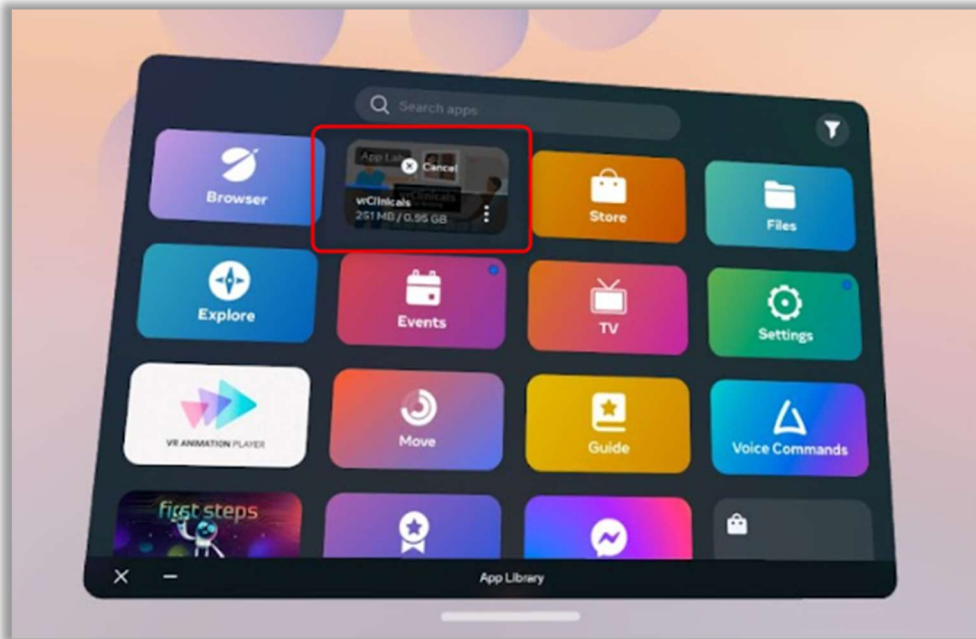 Search apps
Browser
App Lab
Cancel
vrClinicals
vrClinicals
251 MB / 0.95 GB
Store
Files
Explore
Events
TV
Settings
VR ANIMATION PLAYER
Move
Guide
Voice Commands
first steps
App Library